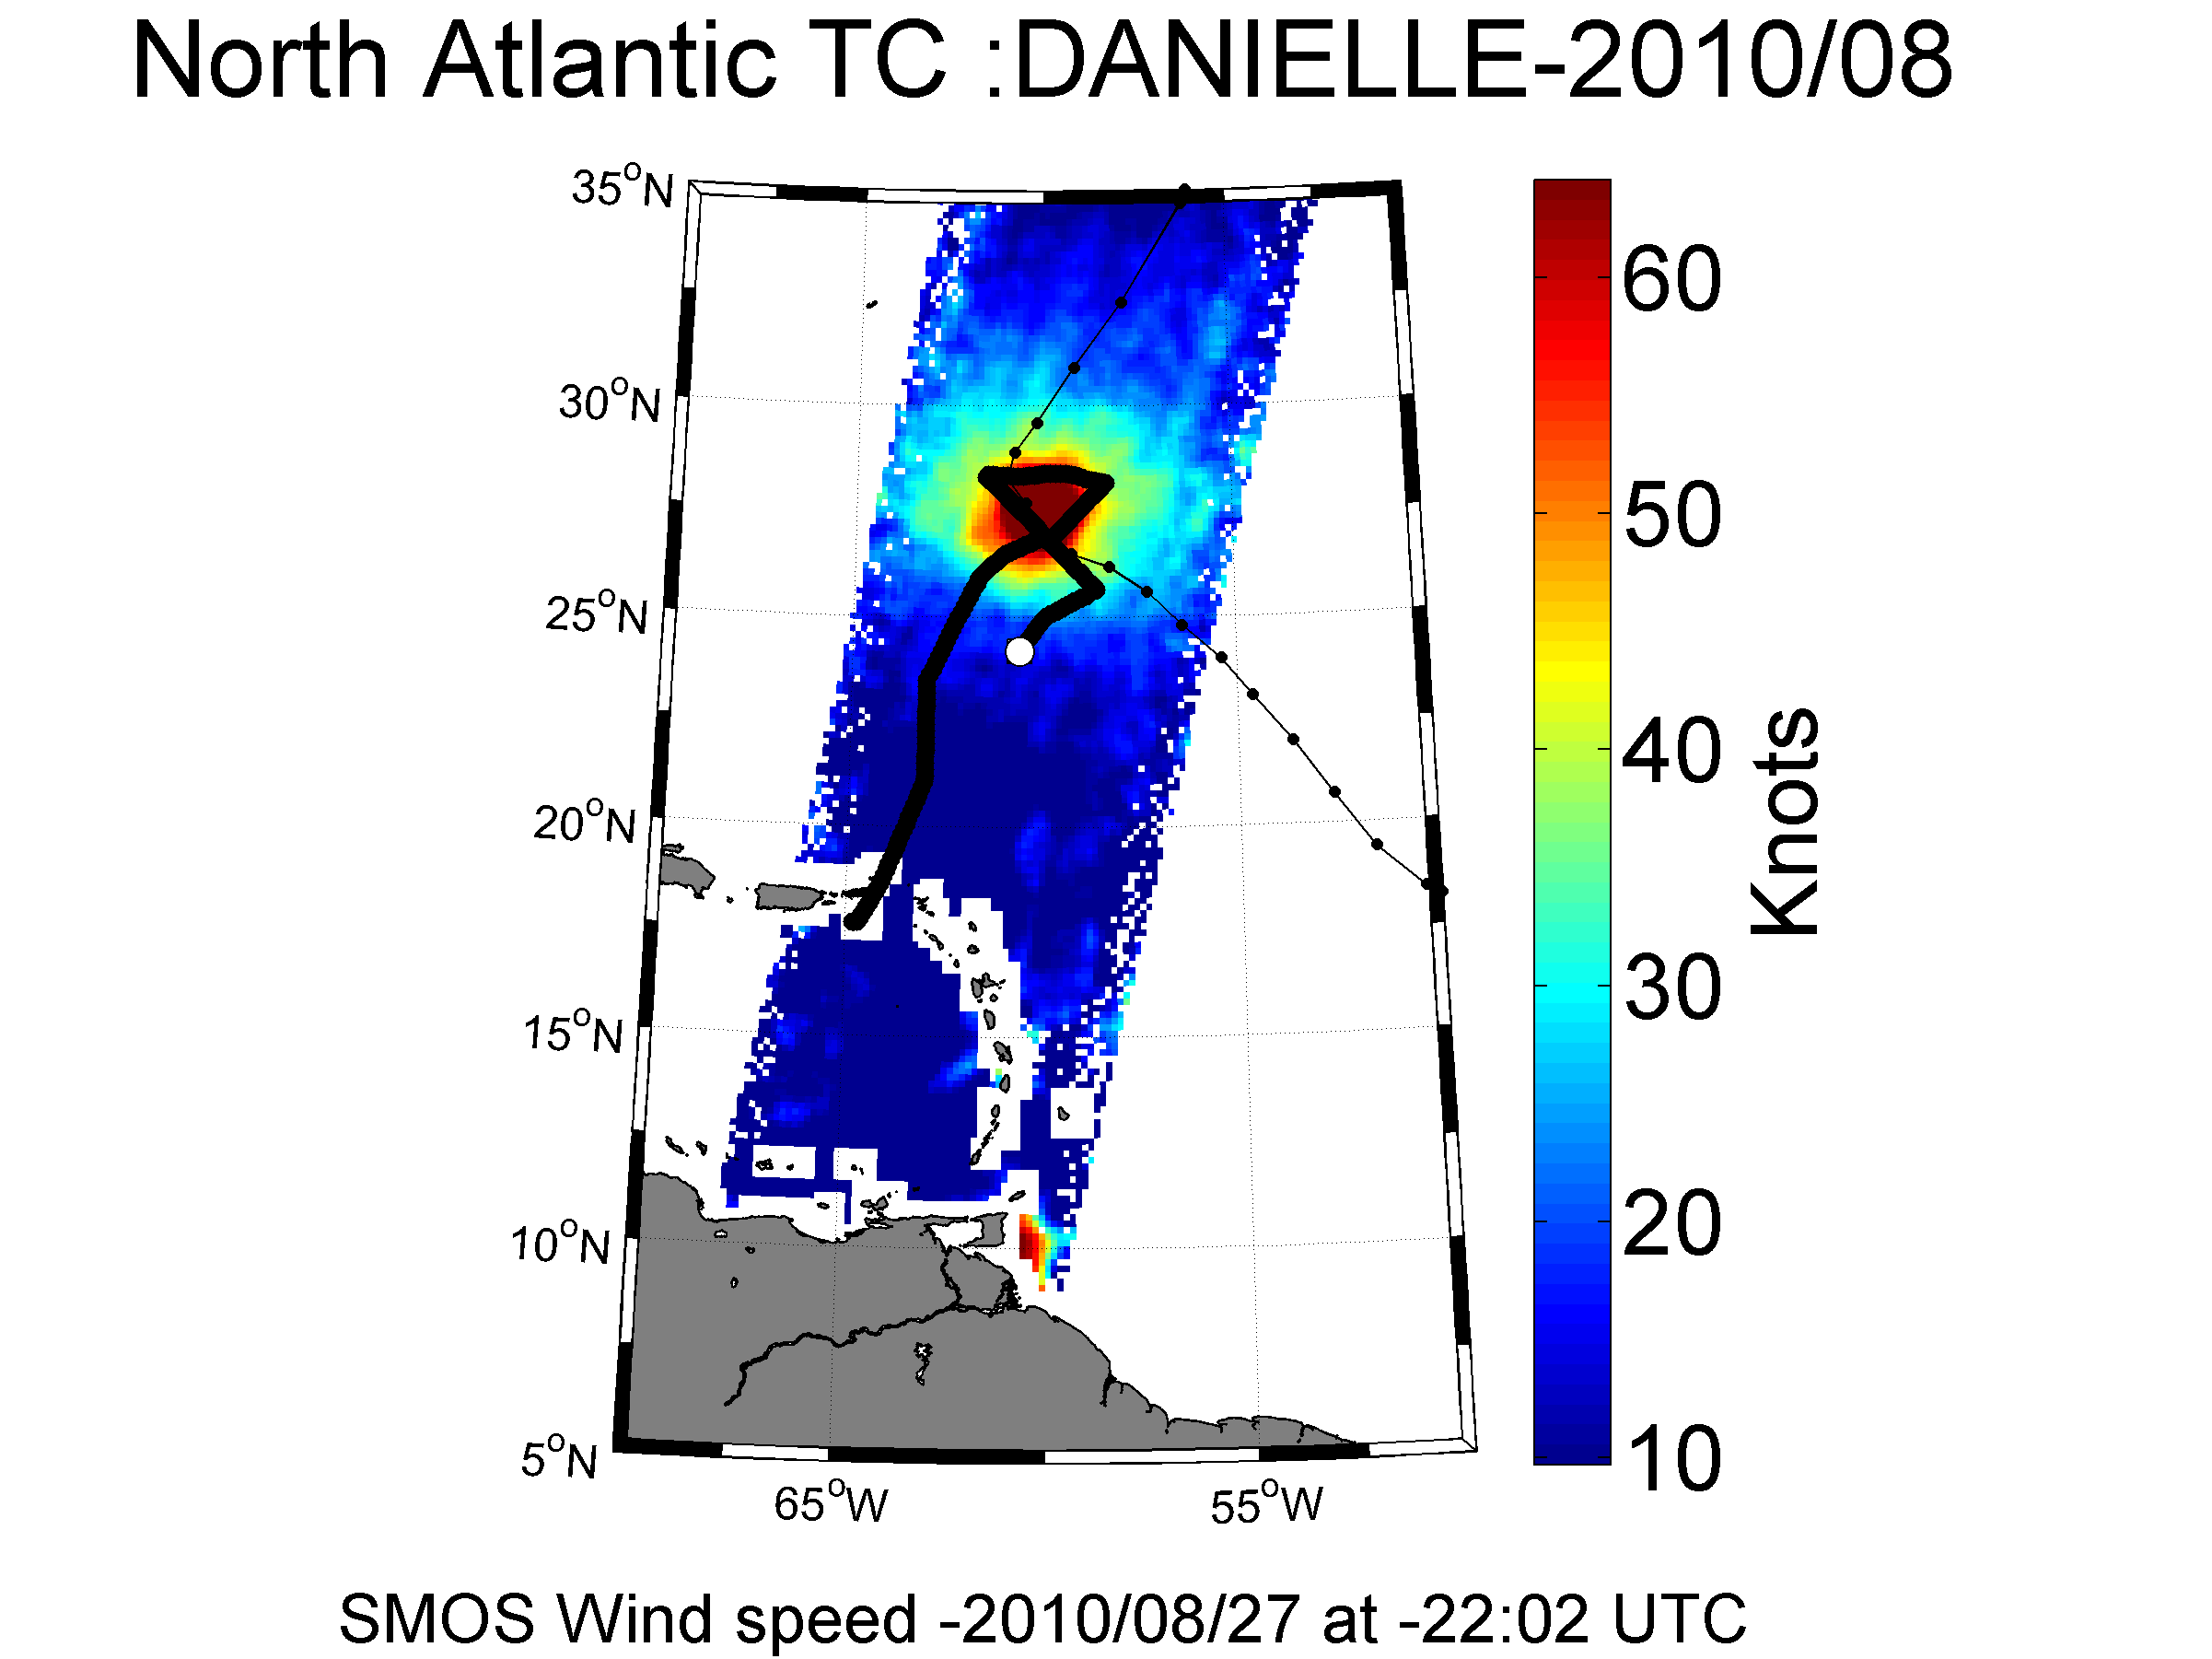 North Atlantic TC :DANIELLE-2010/08
35°N
30°N
25°N
20°N
15°N
10°N
5°N
65°W
55°W
60
50
40
30
20
10
Knots
SMOS Wind speed -2010/08/27 at -22:02 UTC